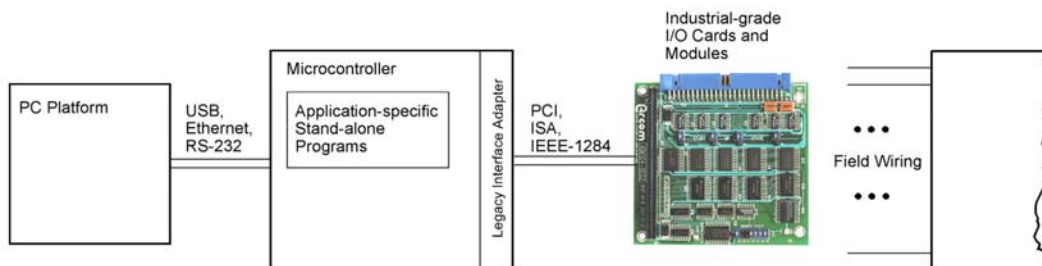 Industrial-grade
I/O Cards and
Modules
PC Platform
USB,
Ethernet,
RS-232
Microcontroller
Application-specific
Stand-alone
Programs
Legacy Interface Adapter
PCI,
ISA,
IEEE-1284
Field Wiring